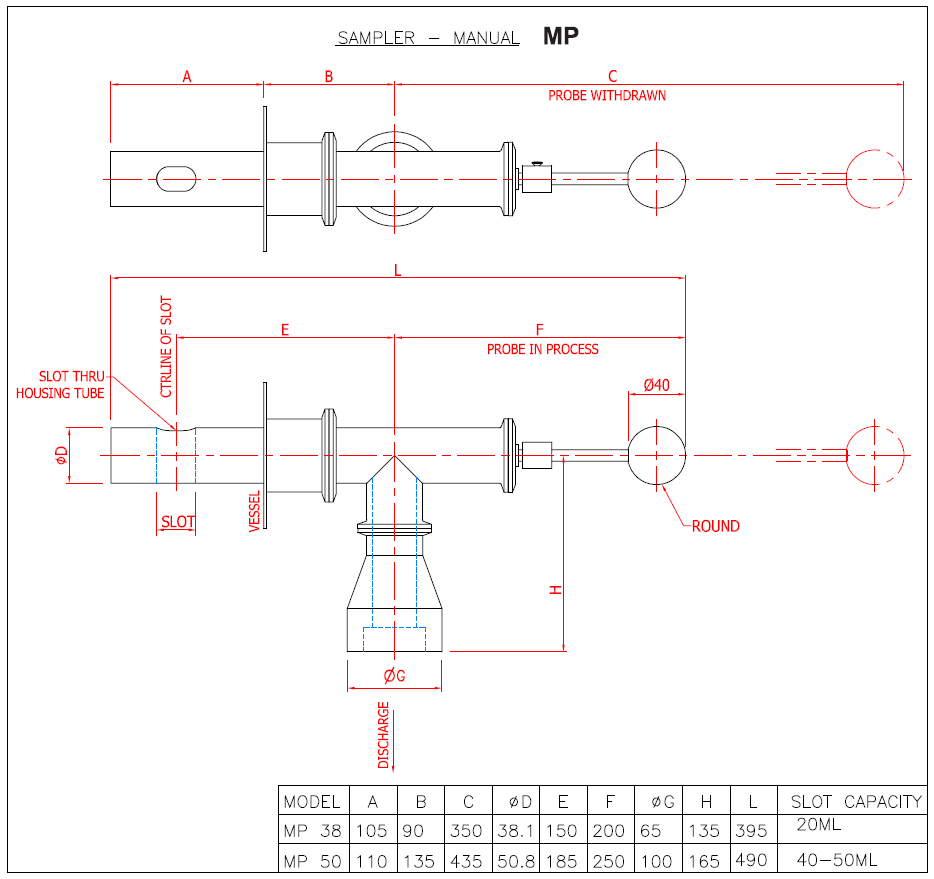 SAMPLER - MANUAL MP
A B C
PROBE WITHDRAWN
L
CTRLINE OF SLOT
E F
PROBE IN PROCESS
SLOT THRU
HOUSING TUBE
Ø40
øD
SLOT
VESSEL
ROUND
H
ØG
DISCHARGE
MODEL A B C øD E F øG H L SLOT CAPACITY
MP 38 105 90 350 38.1 150 200 65 135 395 20ML
MP 50 110 135 435 50.8 185 250 100 165 490 40-50ML